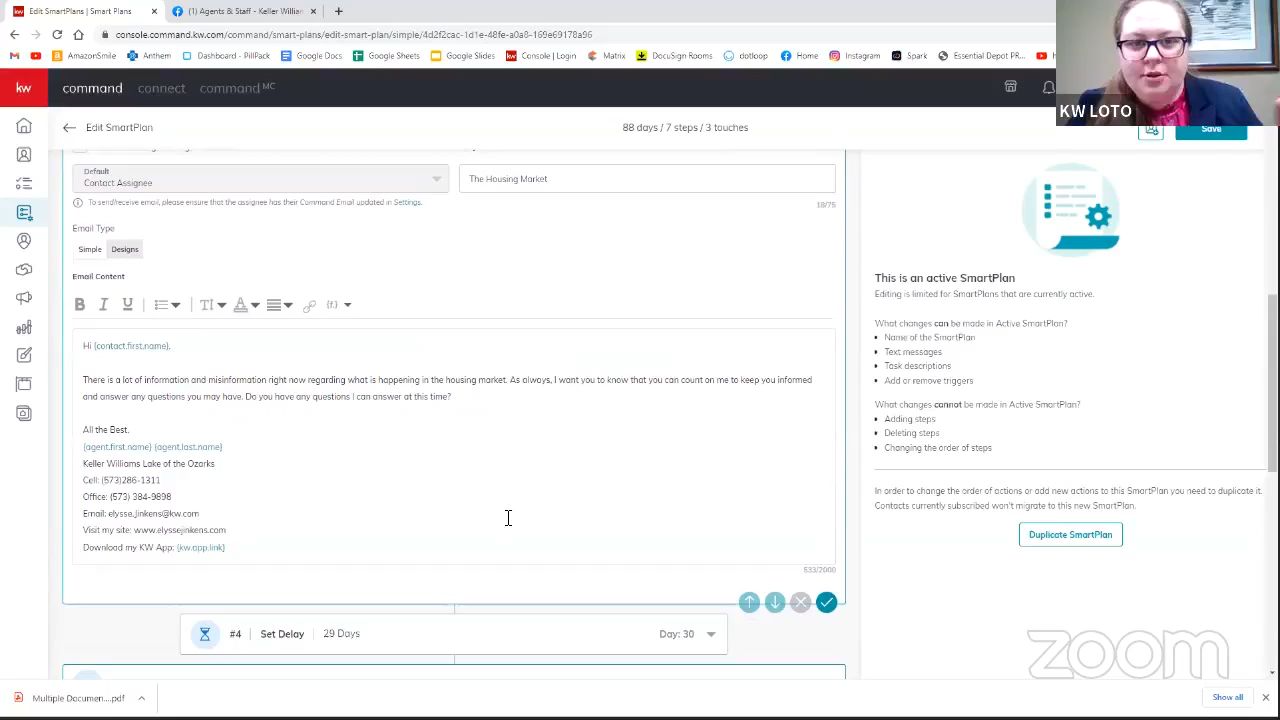 Edit SmartPlans | Smart Plans
(1) Agents & Staff - Keller William
console.command.kw.com/command/smart-plans/edit-smart-plan/simple/
AmazonSmile
Anthem
Dashboard - PillPack
Google Docs
Google Sheets
Google Slides
Console | Login
Matrix
DocuSign Rooms
dotloop
Home
Instagram
Spark
Essential Depot PR...
kw
command
connect
command MC
KW LOTO
Edit SmartPlan
88 days / 7 steps / 3 touches
Save
Default
Contact Assignee
The Housing Market
To send/receive email, please ensure that the assignee has their Command Email updated in Settings.
18/75
Email Type
Simple
Designs
Email Content
B I U
Hi {contact.first.name},
There is a lot of information and misinformation right now regarding what is happening in the housing market. As always, I want you to know that you can count on me to keep you informed
and answer any questions you may have. Do you have any questions I can answer at this time?
All the Best,
{agent.first.name} {agent.last.name}
Keller Williams Lake of the Ozarks
Cell: (573)286-1311
Office: (573) 384-9898
Email: elysse.jinkens@kw.com
Visit my site: www.elyssejinkens.com
Download my KW App: {kw.app.link}
533/2000
#4
Set Delay
29 Days
Day: 30
This is an active SmartPlan
Editing is limited for SmartPlans that are currently active.
What changes can be made in Active SmartPlan?
Name of the SmartPlan
Text messages
Task descriptions
Add or remove triggers
What changes cannot be made in Active SmartPlan?
Adding steps
Deleting steps
Changing the order of steps
In order to change the order of actions or add new actions to this SmartPlan you need to duplicate it.
Contacts currently subscribed won't migrate to this new SmartPlan.
Duplicate SmartPlan
zoom
Multiple Documen....pdf
Show all